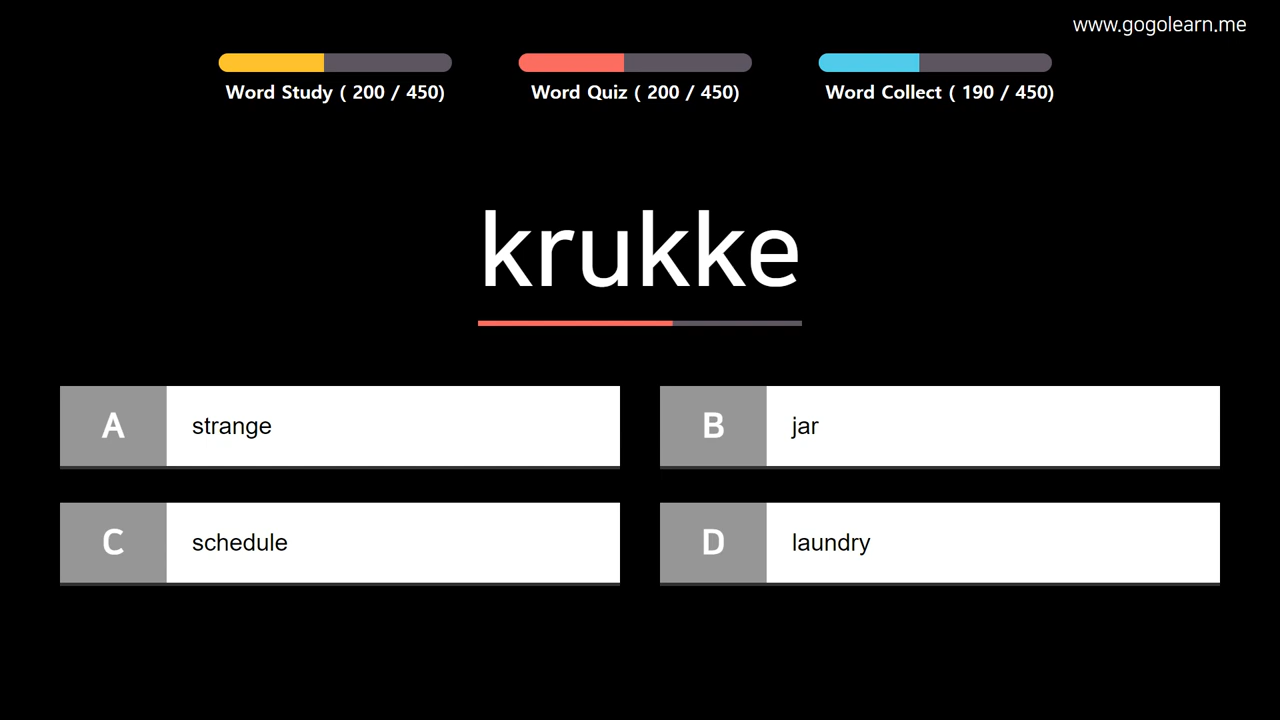 www.gogolearn.me
Word Study ( 200 / 450)
Word Quiz ( 200 / 450)
Word Collect ( 190 / 450)
krukke
A strange
B jar
C schedule
D laundry